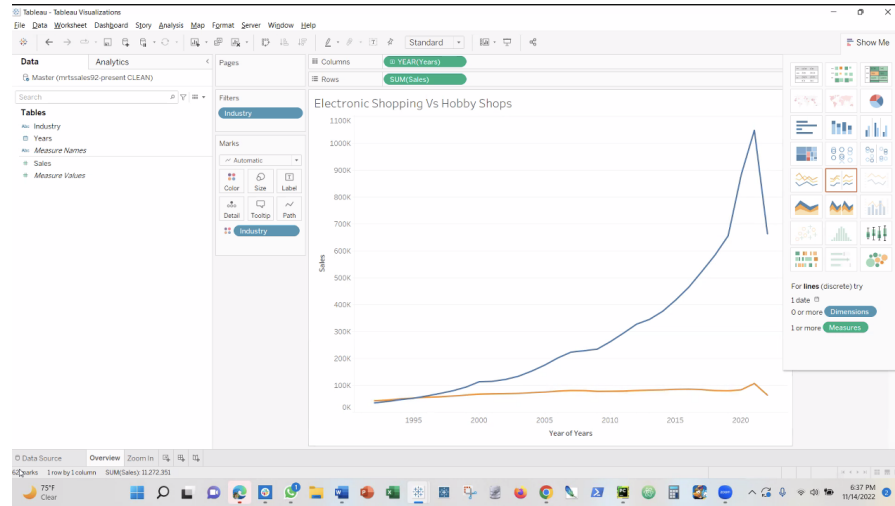 Tableau - Tableau Visualizations
File Data Worksheet Dashboard Story Analysis Map Format Server Window Help
Standard
Show Me
Data Analytics
Master (mrtssales92-present CLEAN)
Search
Tables
Abc Industry
Years
Abc Measure Names
# Sales
# Measure Values
Pages
Filters
Industry
Marks
Automatic
Color Size Label
Detail Tooltip Path
Industry
Columns YEAR(Years)
Rows SUM(Sales)
Electronic Shopping Vs Hobby Shops
1100K
1000K
900K
800K
700K
600K
500K
400K
300K
200K
100K
0K
Sales
1995 2000 2005 2010 2015 2020
Year of Years
For lines (discrete) try
1 date
0 or more Dimensions
1 or more Measures
Data Source Overview Zoom In
62 marks 1 row by 1 column SUM(Sales): 11,272,351
75°F
Clear
6:37 PM
11/14/2022